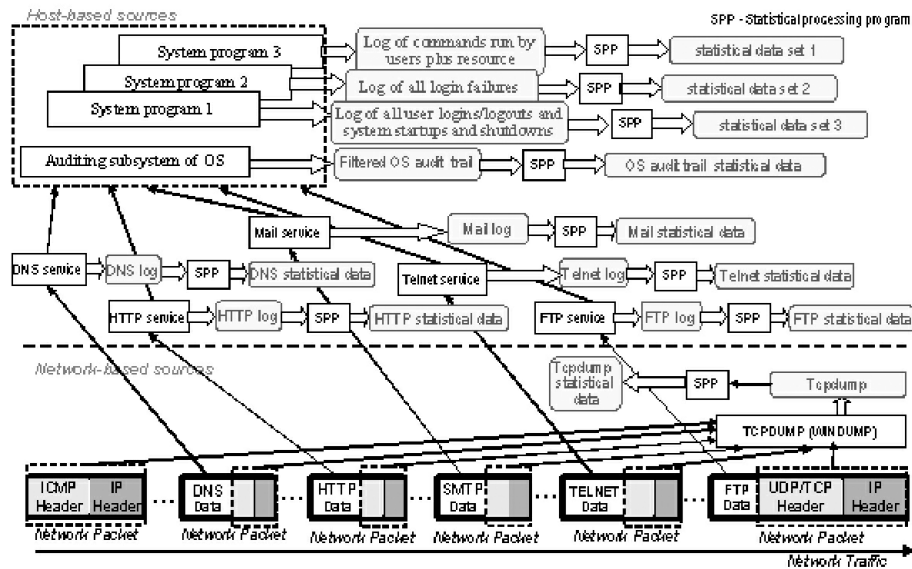 Host-based sources
SPP - Statistical processing program
System program 3
Log of commands run by
users plus resource
SPP
statistical data set 1
System program 2
Log of all login failures
SPP
statistical data set 2
System program 1
Log of all user logins/logouts and
system startups and shutdowns
SPP
statistical data set 3
Auditing subsystem of OS
Filtered OS audit trail
SPP
OS audit trail statistical data
Mail service
Mail log
SPP
Mail statistical data
DNS service
DNS log
SPP
DNS statistical data
Telnet service
Telnet log
SPP
Telnet statistical data
HTTP service
HTTP log
SPP
HTTP statistical data
FTP service
FTP log
SPP
FTP statistical data
Network-based sources
Tcpdump
statistical
data
SPP
Tcpdump
TCPDUMP (WINDUMP)
ICMP
Header
IP
Header
...
DNS
Data
...
HTTP
Data
...
SMTP
Data
...
TELNET
Data
...
FTP
Data
UDP/TCP
Header
IP
Header
Network Packet
Network Packet
Network Packet
Network Packet
Network Packet
Network Packet
Network Traffic